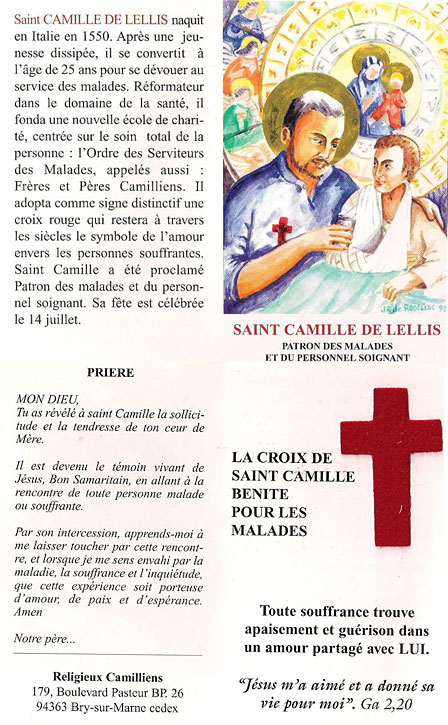 Saint CAMILLE DE LELLIS naquit
en Italie en 1550. Après une jeu-
nesse dissipée, il se convertit à
l'âge de 25 ans pour se dévouer au
service des malades. Réformateur
dans le domaine de la santé, il
fonda une nouvelle école de chari-
té, centrée sur le soin total de la
personne : l'Ordre des Serviteurs
des Malades, appelés aussi :
Frères et Pères Camilliens. Il
adopta comme signe distinctif une
croix rouge qui restera à travers
les siècles le symbole de l'amour
envers les personnes souffrantes.
Saint Camille a été proclamé
Patron des malades et du person-
nel soignant. Sa fête est célébrée
le 14 juillet.
SAINT CAMILLE DE LELLIS
PATRON DES MALADES
ET DU PERSONNEL SOIGNANT
PRIERE
MON DIEU,
Tu as révélé à saint Camille la sollici-
tude et la tendresse de ton cœur de
Mère.
Il est devenu le témoin vivant de
Jésus, Bon Samaritain, en allant à la
rencontre de toute personne malade
ou souffrante.
Par son intercession, apprends-moi à
me laisser toucher par cette rencont-
re, et lorsque je me sens envahi par la
maladie, la souffrance et l'inquiétude,
que cette expérience soit porteuse
d'amour, de paix et d'espérance.
Amen
Notre père...
Religieux Camilliens
179, Boulevard Pasteur BP. 26
94363 Bry-sur-Marne cedex
LA CROIX DE
SAINT CAMILLE
BENITE
POUR LES
MALADES
Toute souffrance trouve
apaisement et guérison dans
un amour partagé avec LUI.
“Jésus m'a aimé et a donné sa
vie pour moi”. Ga 2,20